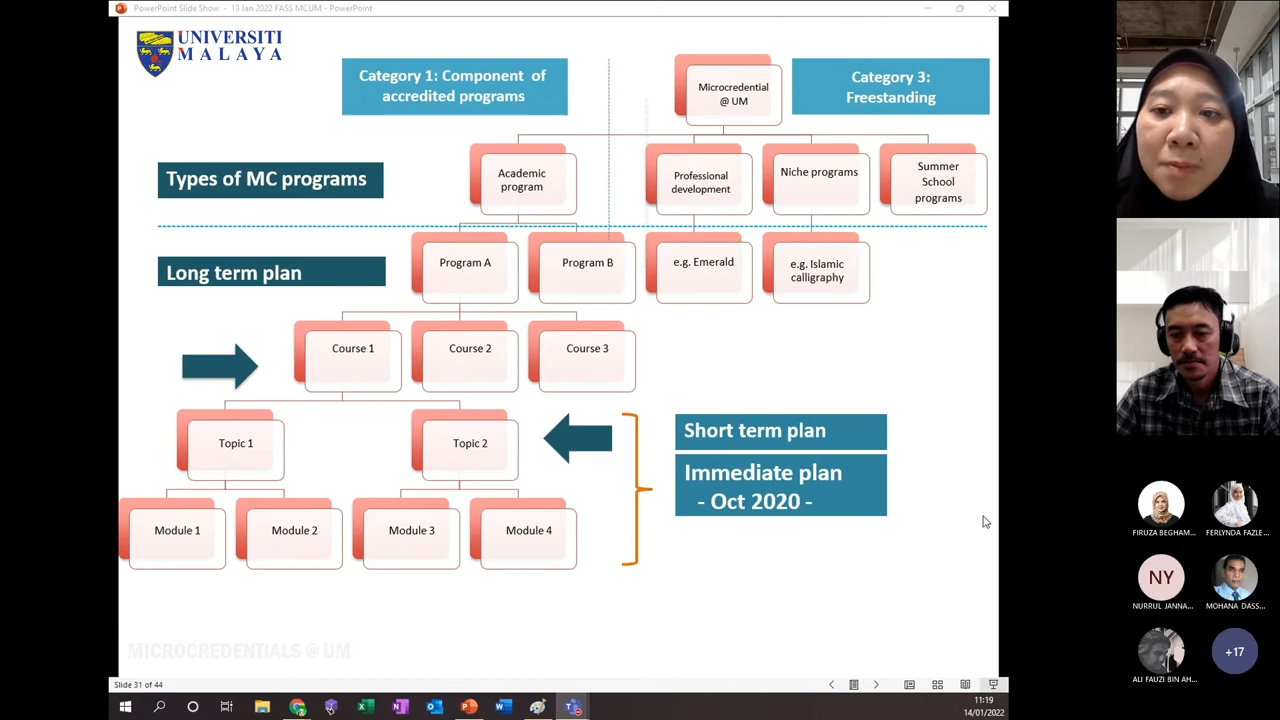 PowerPoint Slide Show - 13 Jan 2022 FASS MCUM - PowerPoint
UNIVERSITI
MALAYA
Category 1: Component of
accredited programs
Microcredential
@ UM
Category 3:
Freestanding
Types of MC programs
Academic
program
Professional
development
Niche programs
Summer
School
programs
Long term plan
Program A
Program B
e.g. Emerald
e.g. Islamic
calligraphy
Course 1
Course 2
Course 3
Topic 1
Topic 2
Short term plan
Immediate plan
- Oct 2020 -
Module 1
Module 2
Module 3
Module 4
MICROCREDENTIALS @ UM
Slide 31 of 44
FIRUZA BEGHAM...
FERLYNDA FAZLE...
NY
NURRUL JANNA...
MOHANA DASS...
ALI FAUZI BIN AH...
+17
11:19
14/01/2022